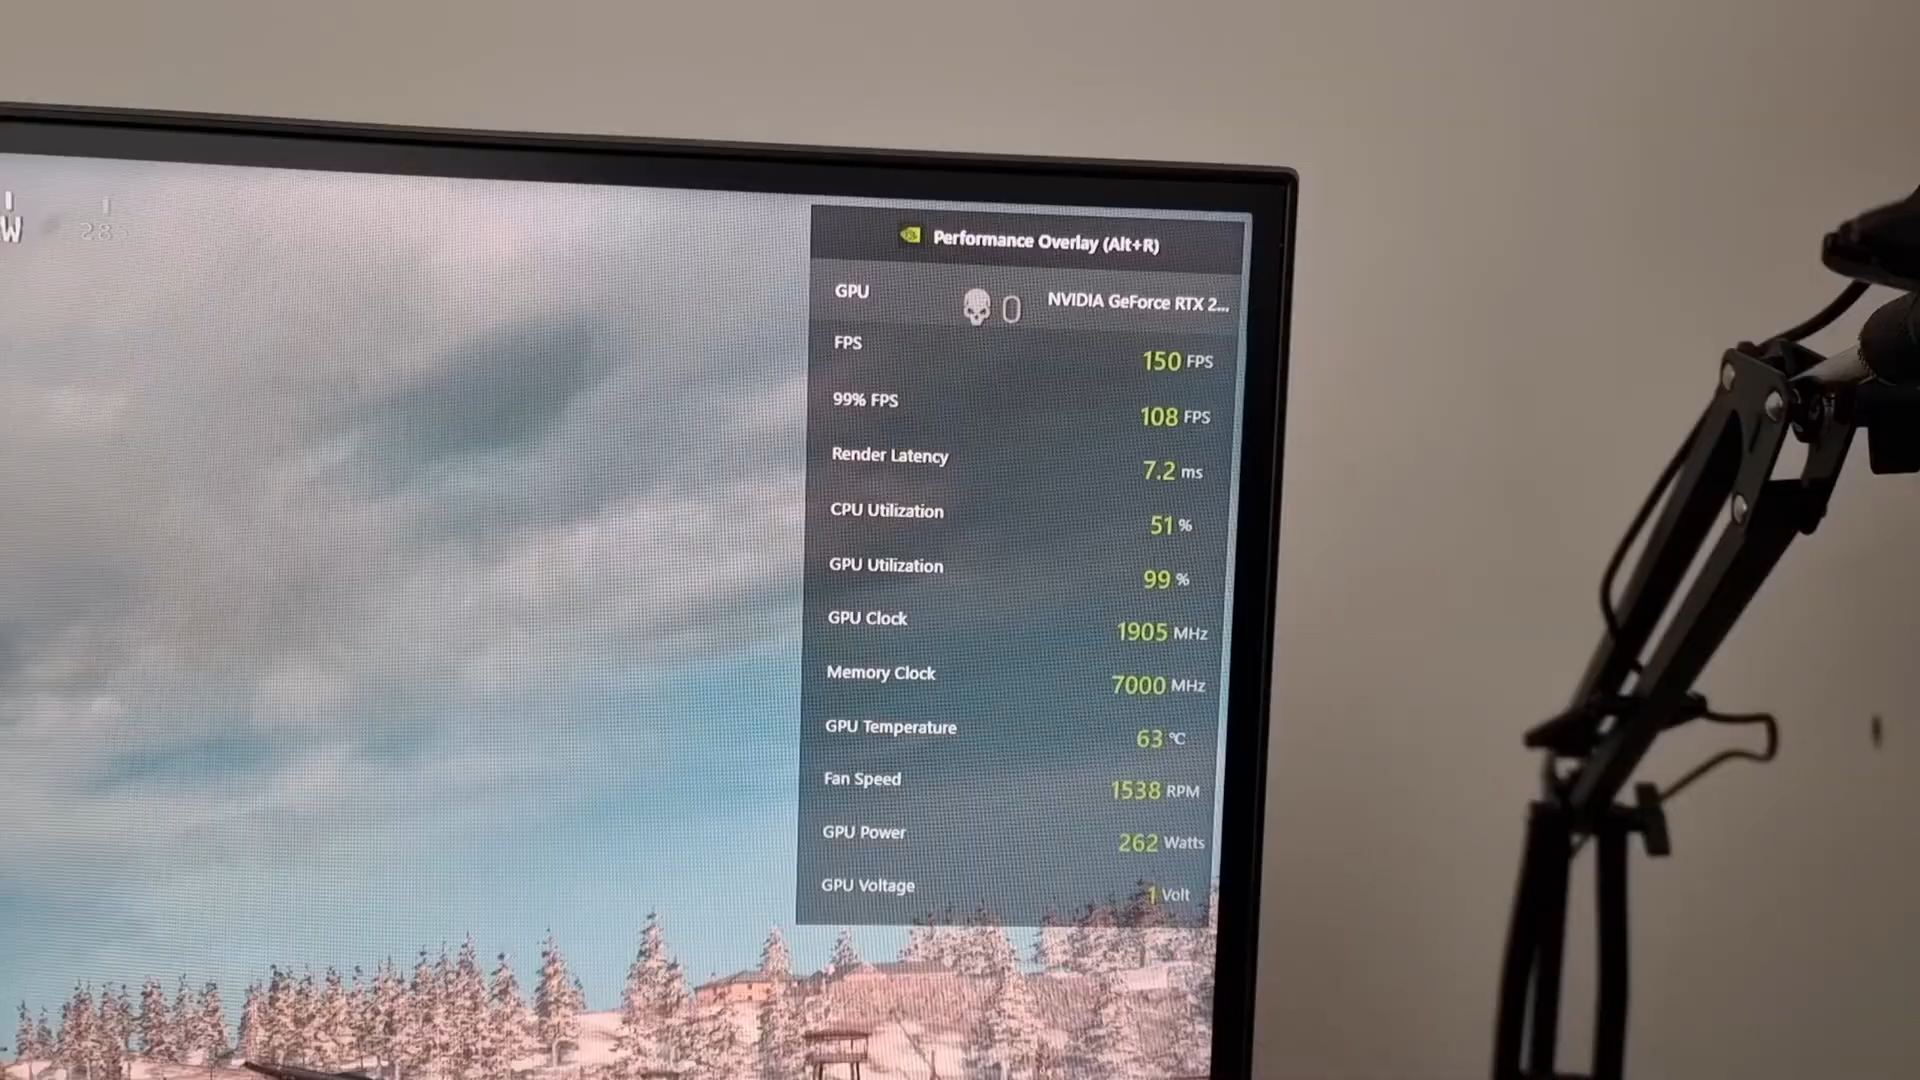 W
28
Performance Overlay (Alt+R)
GPU 0 NVIDIA GeForce RTX 2...
FPS 150 FPS
99% FPS 108 FPS
Render Latency 7.2 ms
CPU Utilization 51 %
GPU Utilization 99 %
GPU Clock 1905 MHz
Memory Clock 7000 MHz
GPU Temperature 63 °C
Fan Speed 1538 RPM
GPU Power 262 Watts
GPU Voltage 1 Volt